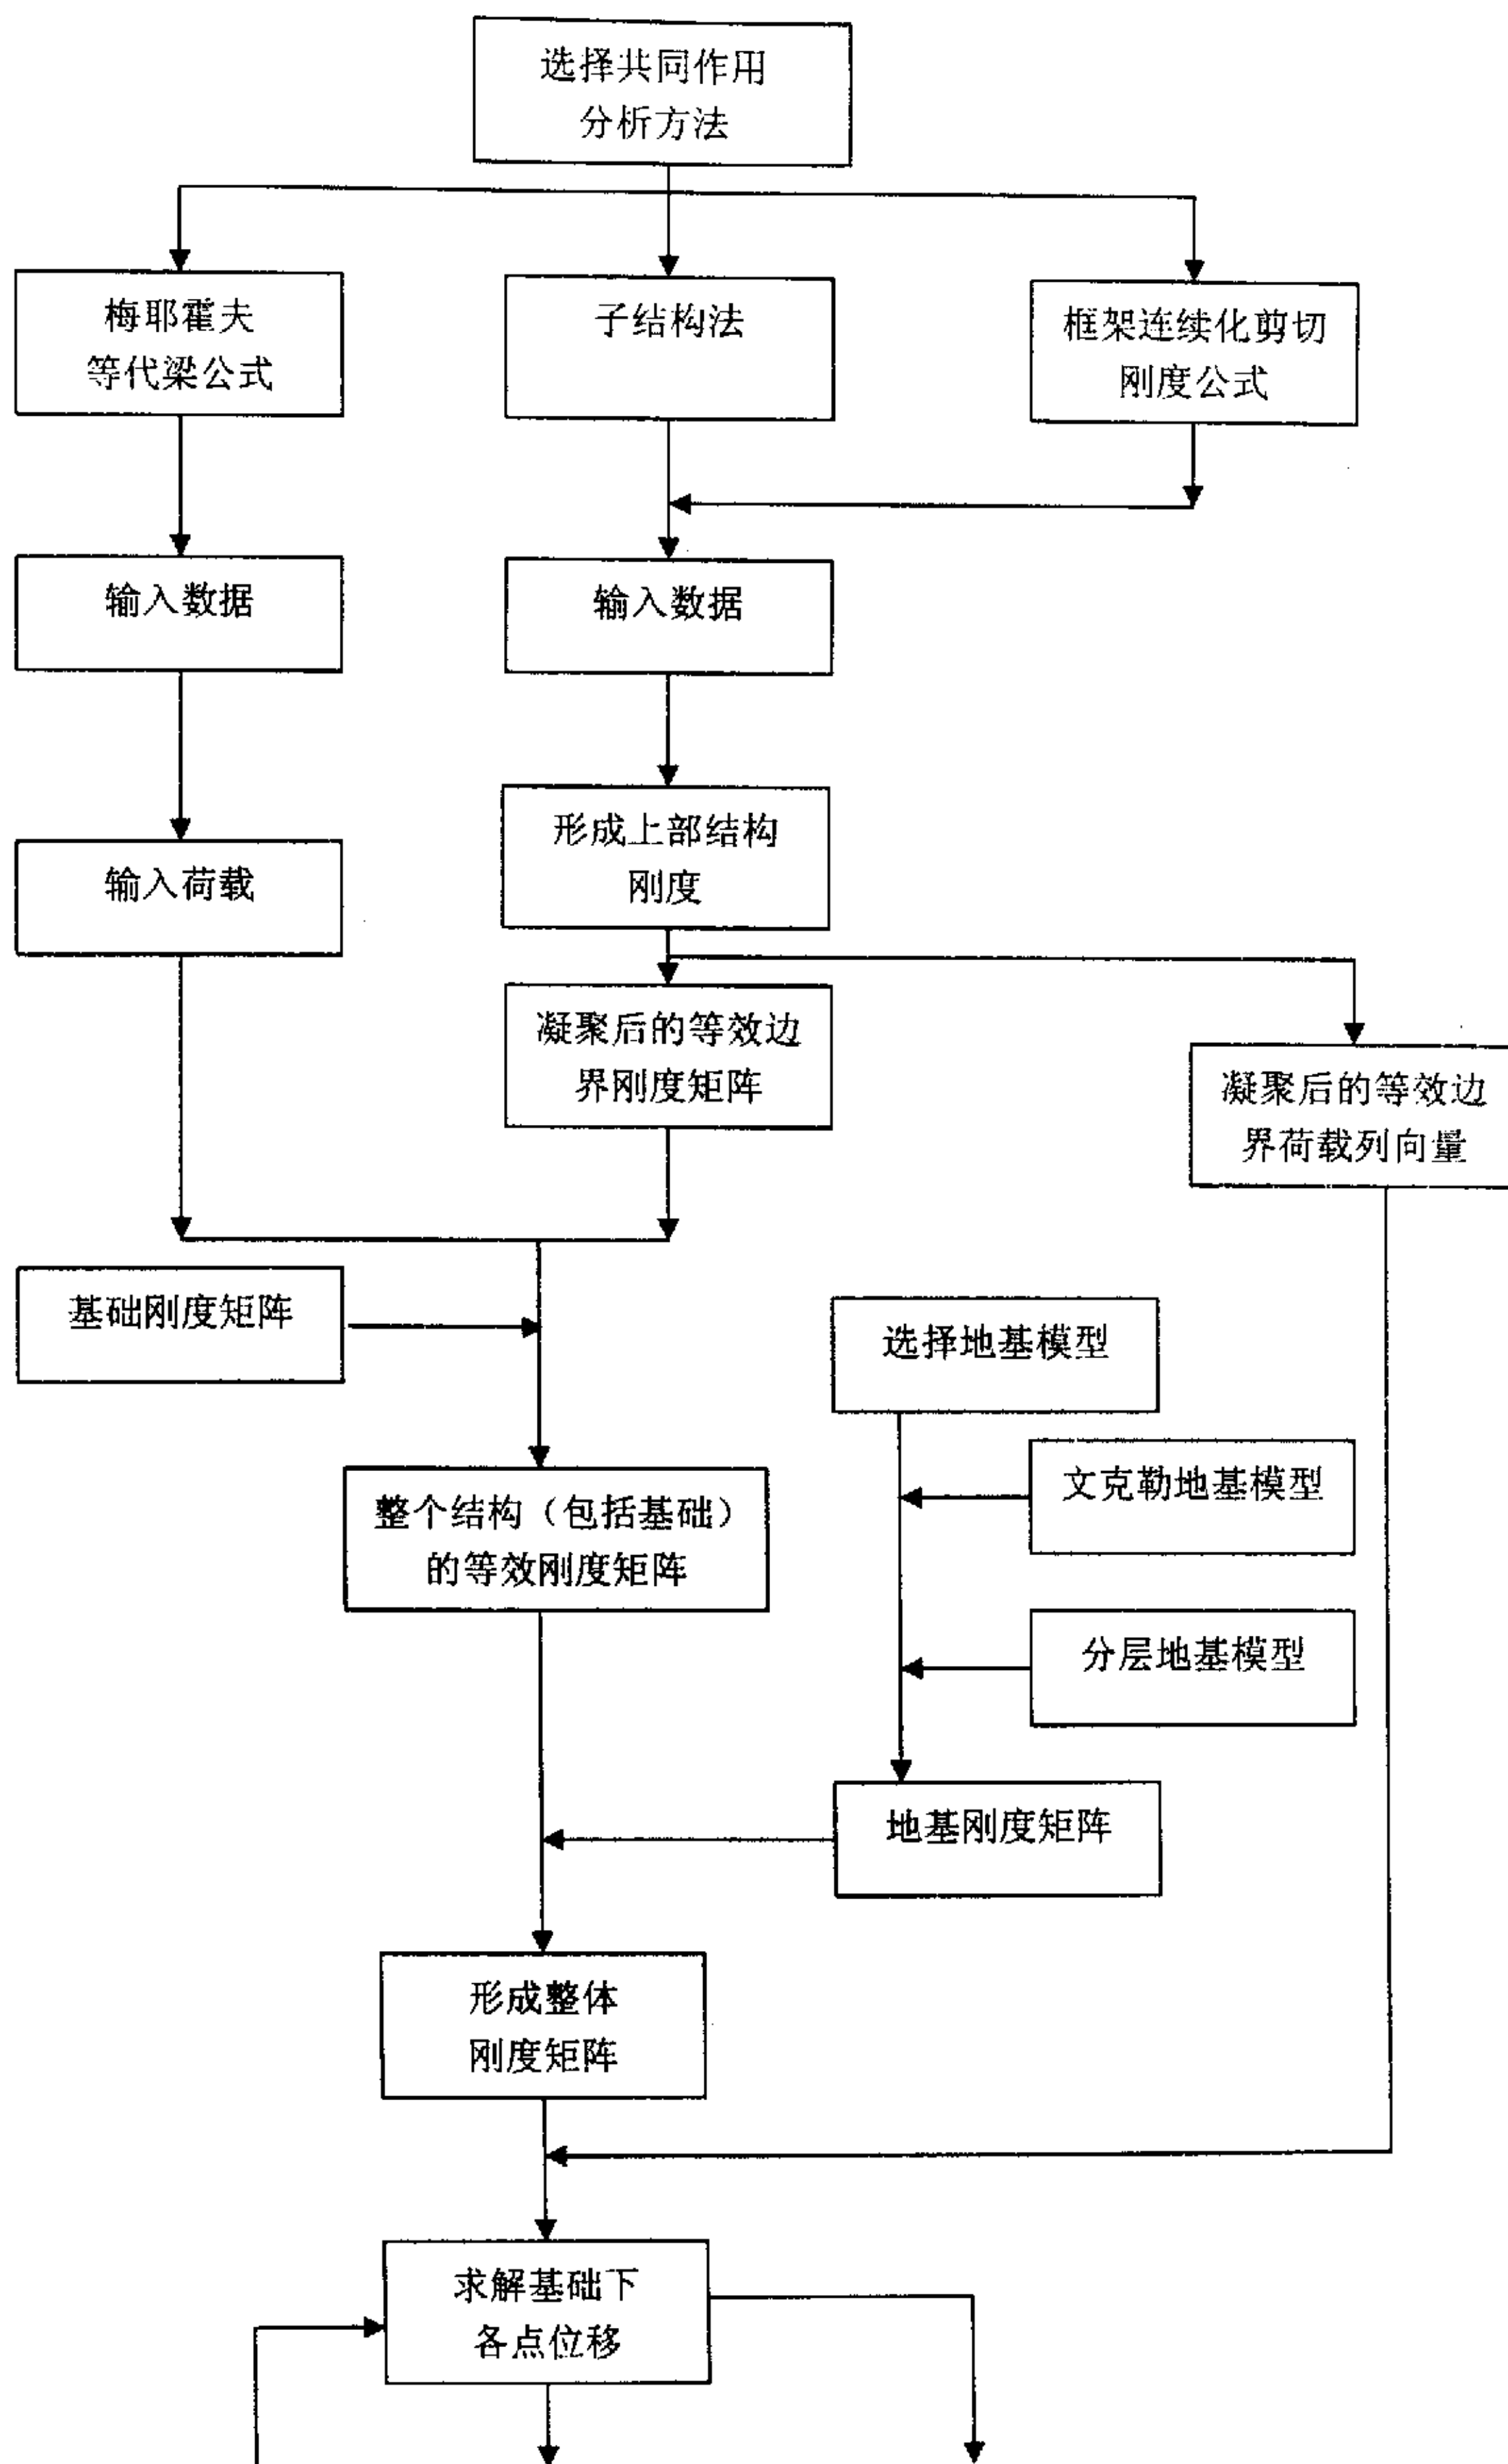 选择共同作用
分析方法
梅耶霍夫
等代梁公式
子结构法
框架连续化剪切
刚度公式
输入数据
输入数据
形成上部结构
刚度
输入荷载
凝聚后的等效边
界刚度矩阵
凝聚后的等效边
界荷载列向量
基础刚度矩阵
选择地基模型
文克勒地基模型
整个结构（包括基础）
的等效刚度矩阵
分层地基模型
地基刚度矩阵
形成整体
刚度矩阵
求解基础下
各点位移